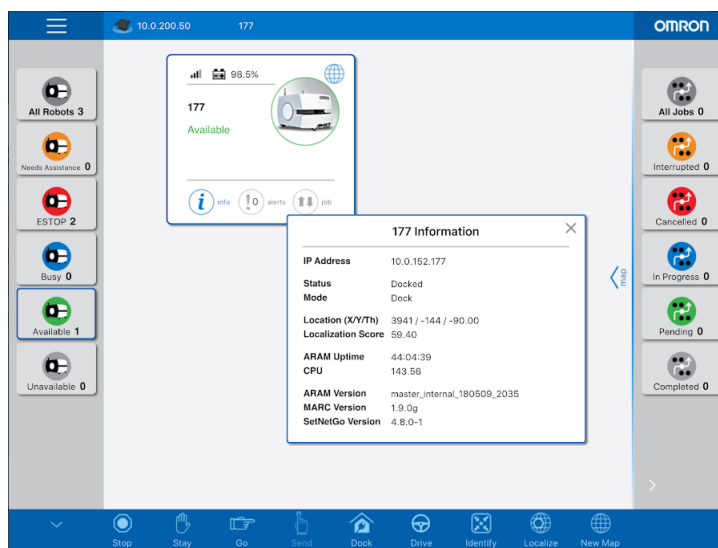 10.0.200.50 177
OMRON
All Robots 3
Needs Assistance 0
ESTOP 2
Busy 0
Available 1
Unavailable 0
98.5%
177
Available
info
0 alerts
job
177 Information
IP Address 10.0.152.177
Status Docked
Mode Dock
Location (X/Y/Th) 3941 / -144 / -90.00
Localization Score 59.40
ARAM Uptime 44:04:39
CPU 143.56
ARAM Version master_internal_180509_2035
MARC Version 1.9.0g
SetNetGo Version 4.8.0-1
map
All Jobs 0
Interrupted 0
Cancelled 0
In Progress 0
Pending 0
Completed 0
Stop
Stay
Go
Send
Dock
Drive
Identify
Localize
New Map